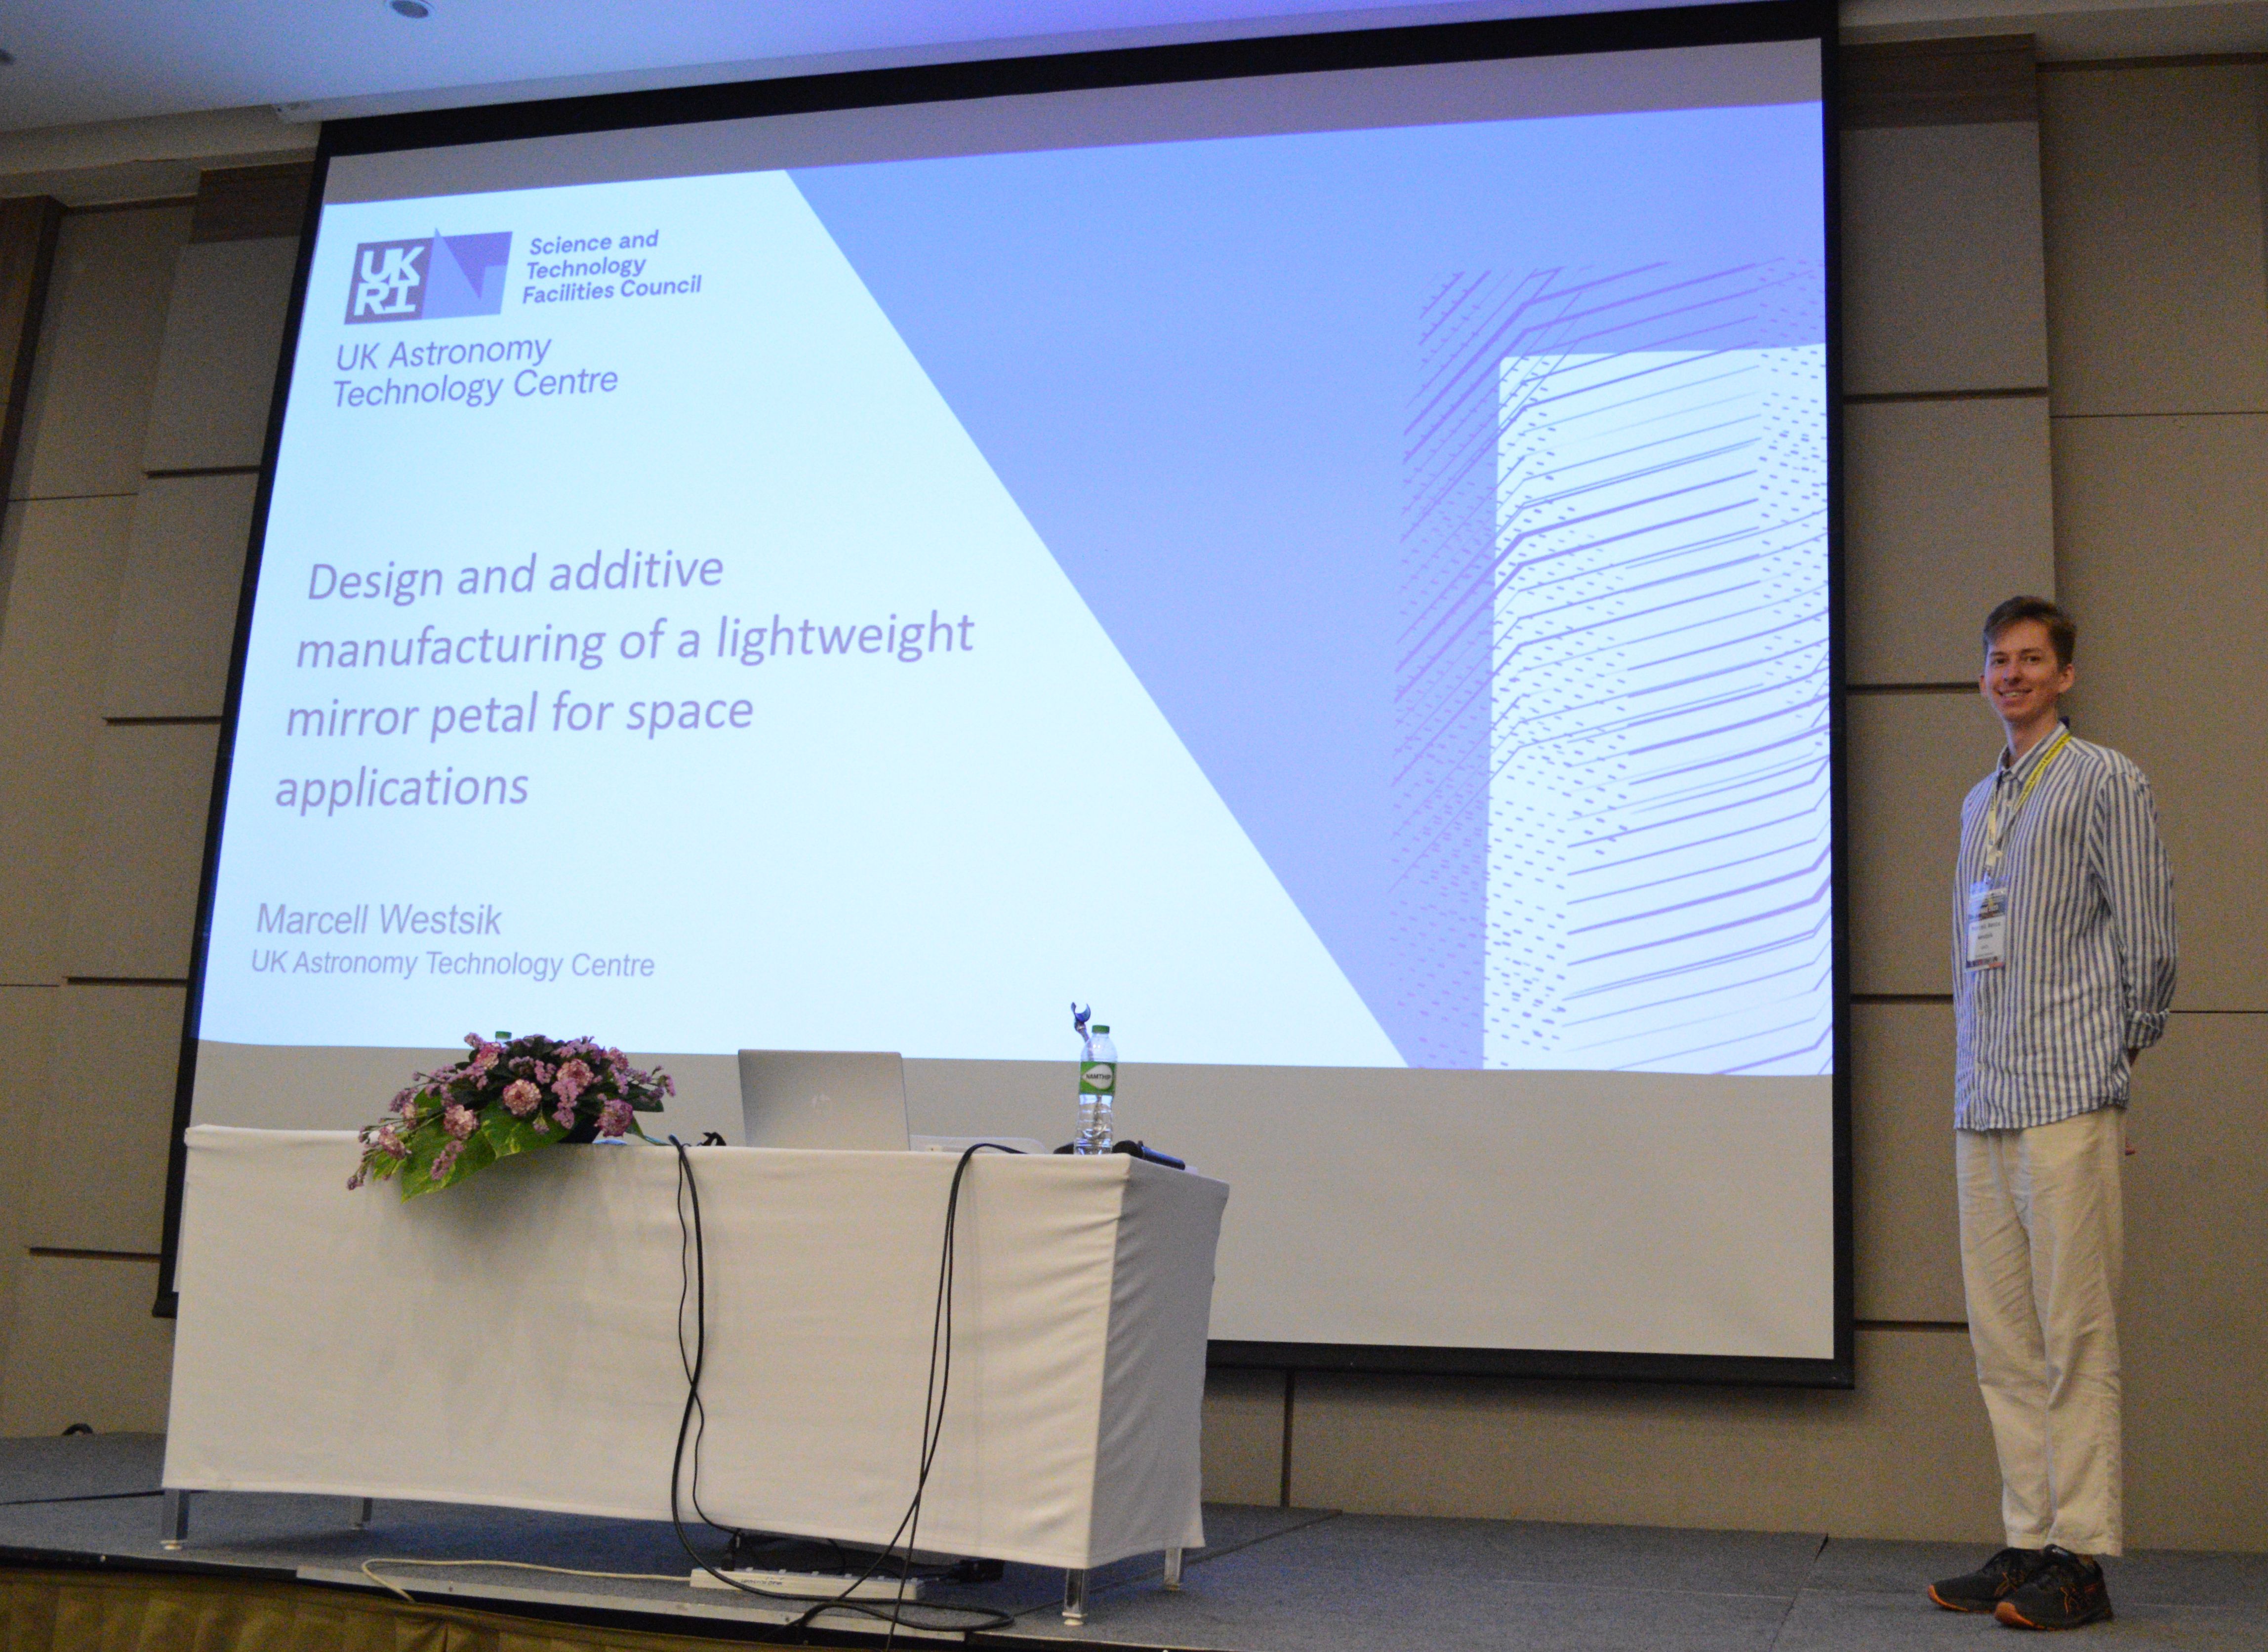 UK
RI
Science and
Technology
Facilities Council
UK Astronomy
Technology Centre
Design and additive
manufacturing of a lightweight
mirror petal for space
applications
Marcell Westsik
UK Astronomy Technology Centre
NAMTHIP